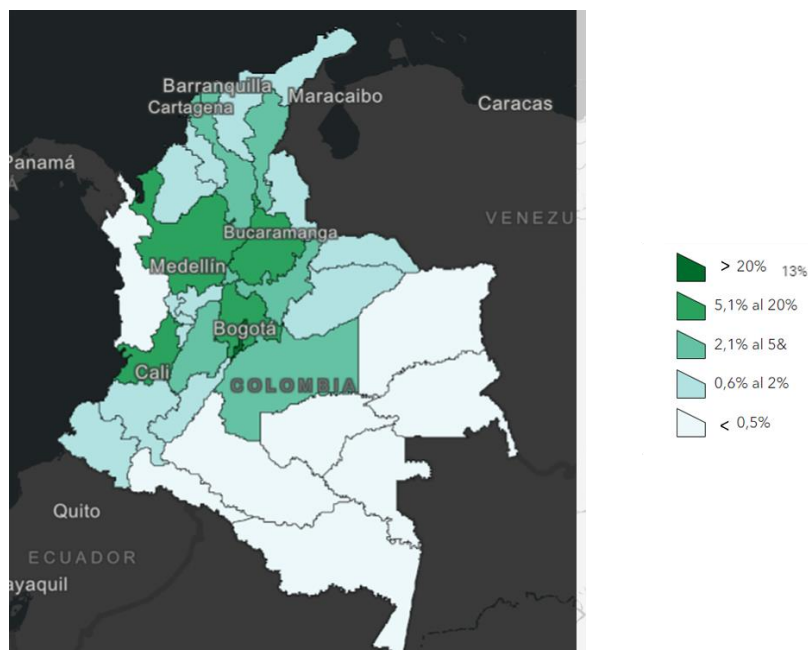 Barranquilla
Cartagena
Maracaibo
Caracas
Panamá
VENEZU
Bucaramanga
Medellín
Bogotá
Cali
COLOMBIA
Quito
ECUADOR
ayaquil
> 20% 13%
5,1% al 20%
2,1% al 5&
0,6% al 2%
< 0,5%